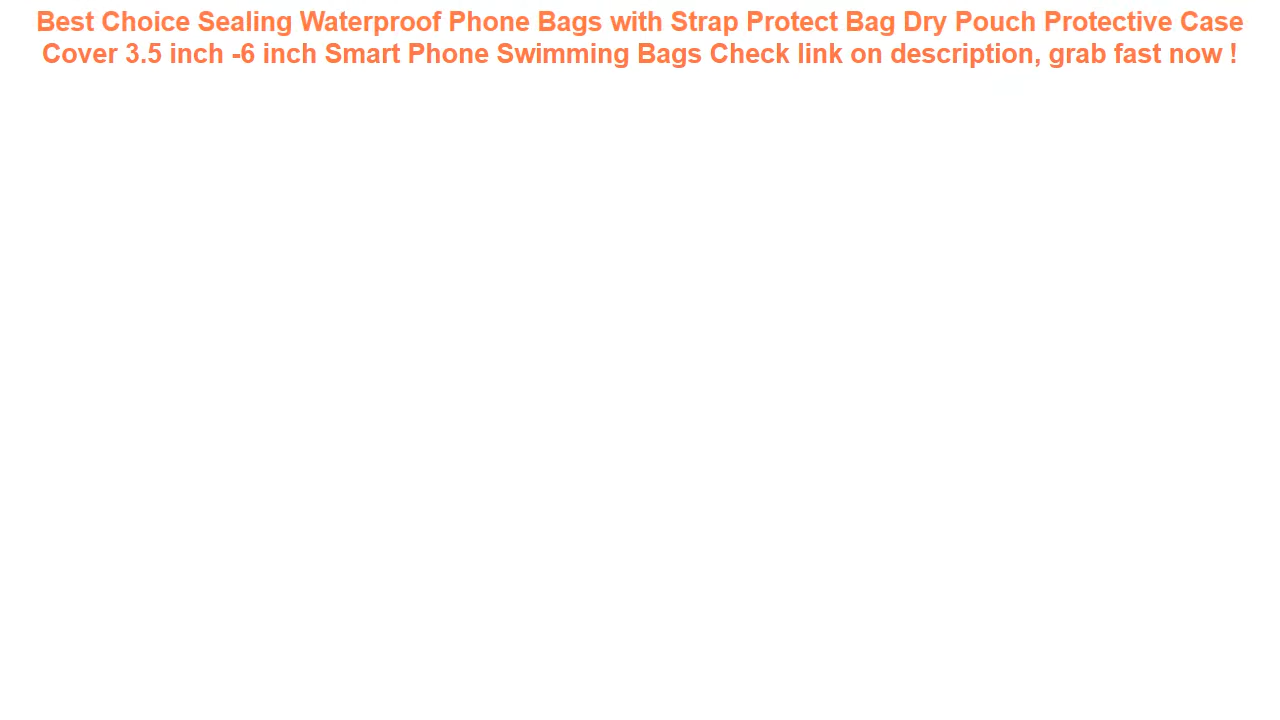 Best Choice Sealing Waterproof Phone Bags with Strap Protect Bag Dry Pouch Protective Case
Cover 3.5 inch -6 inch Smart Phone Swimming Bags Check link on description, grab fast now !